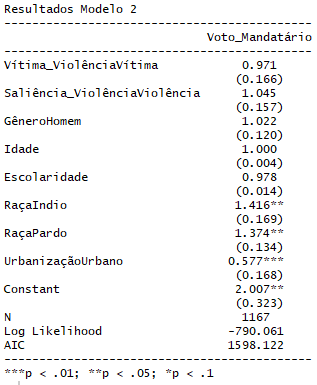 Resultados Modelo 2
--------------------------------------------
Voto_Mandatário
--------------------------------------------
Vítima_ViolênciaVítima 0.971
(0.166)
Saliência_ViolênciaViolência 1.045
(0.157)
GêneroHomem 1.022
(0.120)
Idade 1.000
(0.004)
Escolaridade 0.978
(0.014)
RaçaIndio 1.416**
(0.169)
RaçaPardo 1.374**
(0.134)
UrbanizaçãoUrbano 0.577***
(0.168)
Constant 2.007**
(0.323)
N 1167
Log Likelihood -790.061
AIC 1598.122
--------------------------------------------
***p < .01; **p < .05; *p < .1